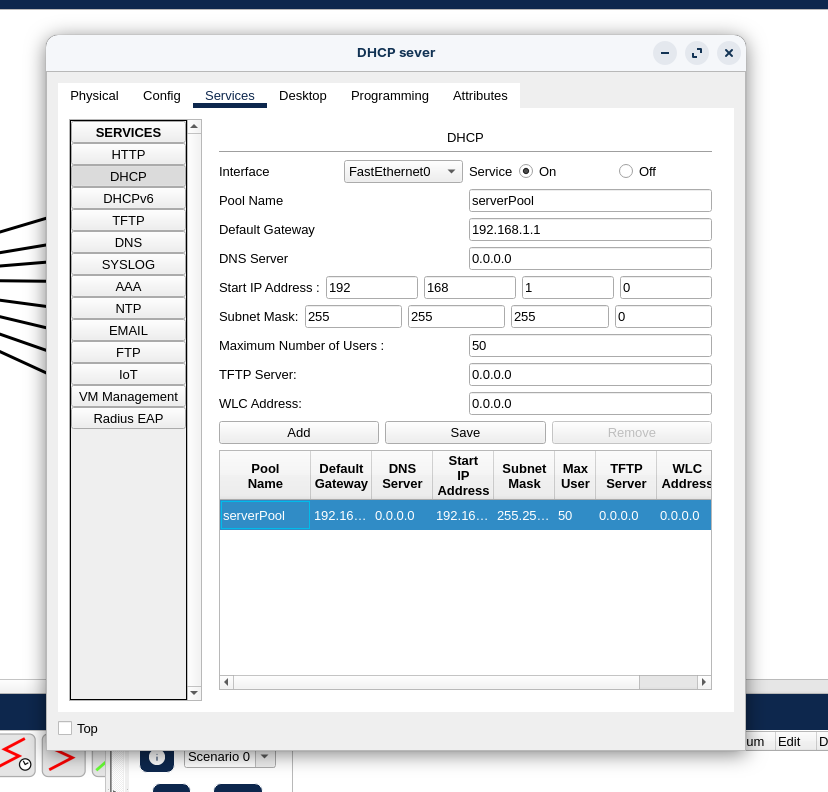 DHCP sever
Physical Config Services Desktop Programming Attributes
SERVICES
HTTP
DHCP
DHCPv6
TFTP
DNS
SYSLOG
AAA
NTP
EMAIL
FTP
IoT
VM Management
Radius EAP
DHCP
Interface FastEthernet0 Service On Off
Pool Name serverPool
Default Gateway 192.168.1.1
DNS Server 0.0.0.0
Start IP Address : 192 168 1 0
Subnet Mask: 255 255 255 0
Maximum Number of Users : 50
TFTP Server: 0.0.0.0
WLC Address: 0.0.0.0
Add Save Remove
Pool Name Default Gateway DNS Server Start IP Address Subnet Mask Max User TFTP Server WLC Address
serverPool 192.16... 0.0.0.0 192.16... 255.25... 50 0.0.0.0 0.0.0.0
Top
Scenario 0
Edit